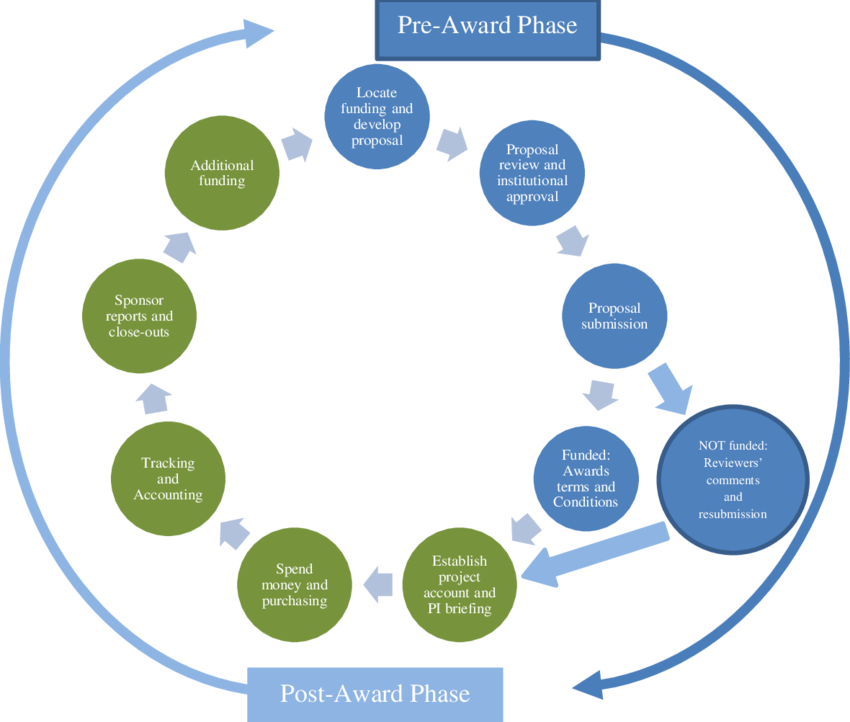 Pre-Award Phase
Locate
funding and
develop
proposal
Proposal
review and
institutional
approval
Proposal
submission
Funded:
Awards
terms and
Conditions
NOT funded:
Reviewers’
comments
and
resubmission
Establish
project
account and
PI briefing
Spend
money and
purchasing
Tracking
and
Accounting
Sponsor
reports and
close-outs
Additional
funding
Post-Award Phase